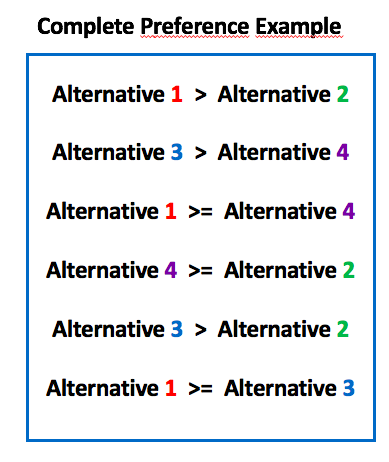 Complete Preference Example
Alternative 1 > Alternative 2
Alternative 3 > Alternative 4
Alternative 1 >= Alternative 4
Alternative 4 >= Alternative 2
Alternative 3 > Alternative 2
Alternative 1 >= Alternative 3